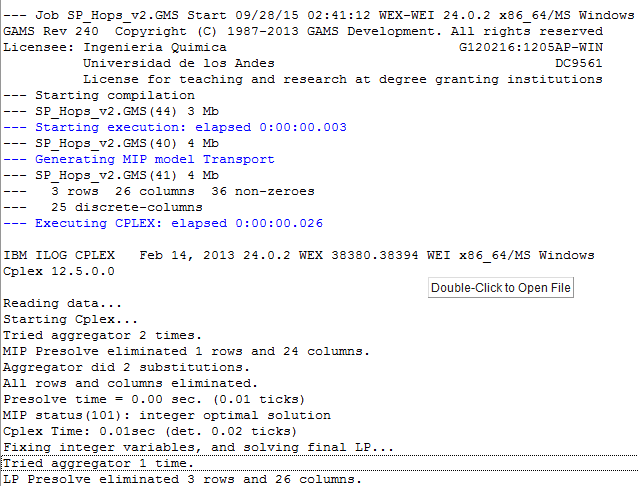 --- Job SP_Hops_v2.GMS Start 09/28/15 02:41:12 WEX-WEI 24.0.2 x86_64/MS Windows
GAMS Rev 240  Copyright (C) 1987-2013 GAMS Development. All rights reserved
Licensee: Ingenieria Quimica                             G120216:1205AP-WIN
          Universidad de los Andes                                   DC9561
          License for teaching and research at degree granting institutions
--- Starting compilation
--- SP_Hops_v2.GMS(44) 3 Mb
--- Starting execution: elapsed 0:00:00.003
--- SP_Hops_v2.GMS(40) 4 Mb
--- Generating MIP model Transport
--- SP_Hops_v2.GMS(41) 4 Mb
---   3 rows  26 columns  36 non-zeroes
---   25 discrete-columns
--- Executing CPLEX: elapsed 0:00:00.026
IBM ILOG CPLEX   Feb 14, 2013 24.0.2 WEX 38380.38394 WEI x86_64/MS Windows
Cplex 12.5.0.0
Double-Click to Open File
Reading data...
Starting Cplex...
Tried aggregator 2 times.
MIP Presolve eliminated 1 rows and 24 columns.
Aggregator did 2 substitutions.
All rows and columns eliminated.
Presolve time = 0.00 sec. (0.01 ticks)
MIP status(101): integer optimal solution
Cplex Time: 0.01sec (det. 0.02 ticks)
Fixing integer variables, and solving final LP...
Tried aggregator 1 time.
LP Presolve eliminated 3 rows and 26 columns.